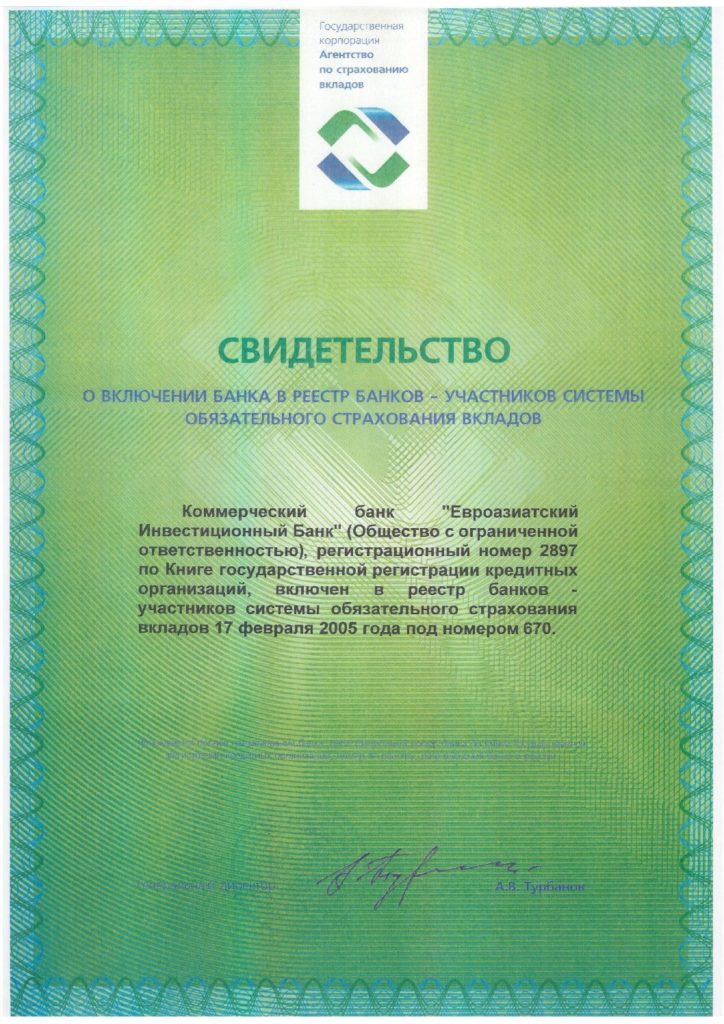 Государственная
корпорация
Агентство
по страхованию
вкладов
СВИДЕТЕЛЬСТВО
О ВКЛЮЧЕНИИ БАНКА В РЕЕСТР БАНКОВ – УЧАСТНИКОВ СИСТЕМЫ
ОБЯЗАТЕЛЬНОГО СТРАХОВАНИЯ ВКЛАДОВ
Коммерческий банк "Евроазиатский
Инвестиционный Банк" (Общество с ограниченной
ответственностью), регистрационный номер 2897
по Книге государственной регистрации кредитных
организаций, включен в реестр банков -
участников системы обязательного страхования
вкладов 17 февраля 2005 года под номером 670.
Генеральный директор
А.В. Турбанов